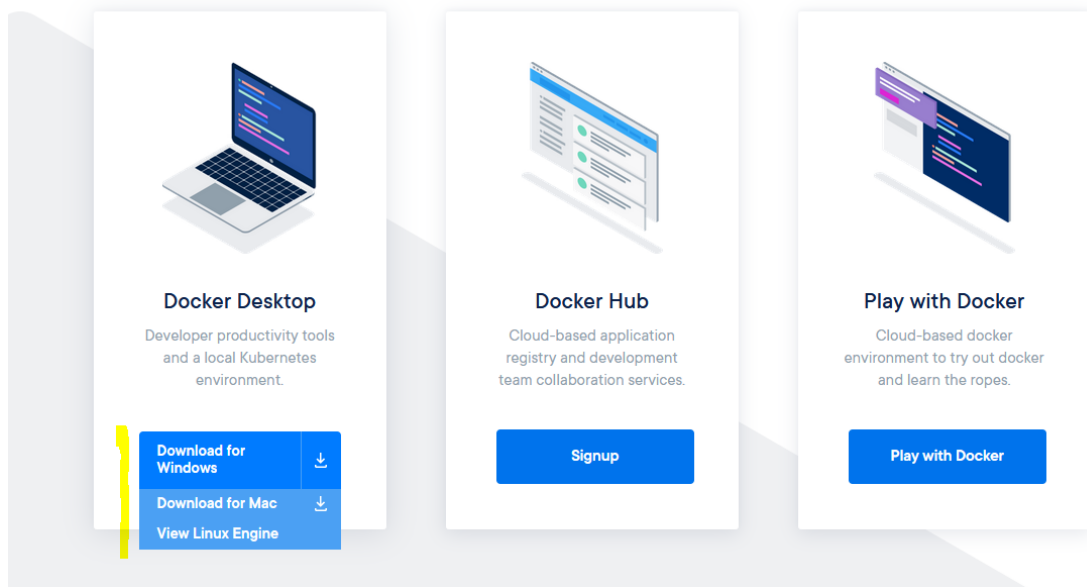 Docker Desktop
Developer productivity tools
and a local Kubernetes
environment.
Download for
Windows
Download for Mac
View Linux Engine
Docker Hub
Cloud-based application
registry and development
team collaboration services.
Signup
Play with Docker
Cloud-based docker
environment to try out docker
and learn the ropes.
Play with Docker